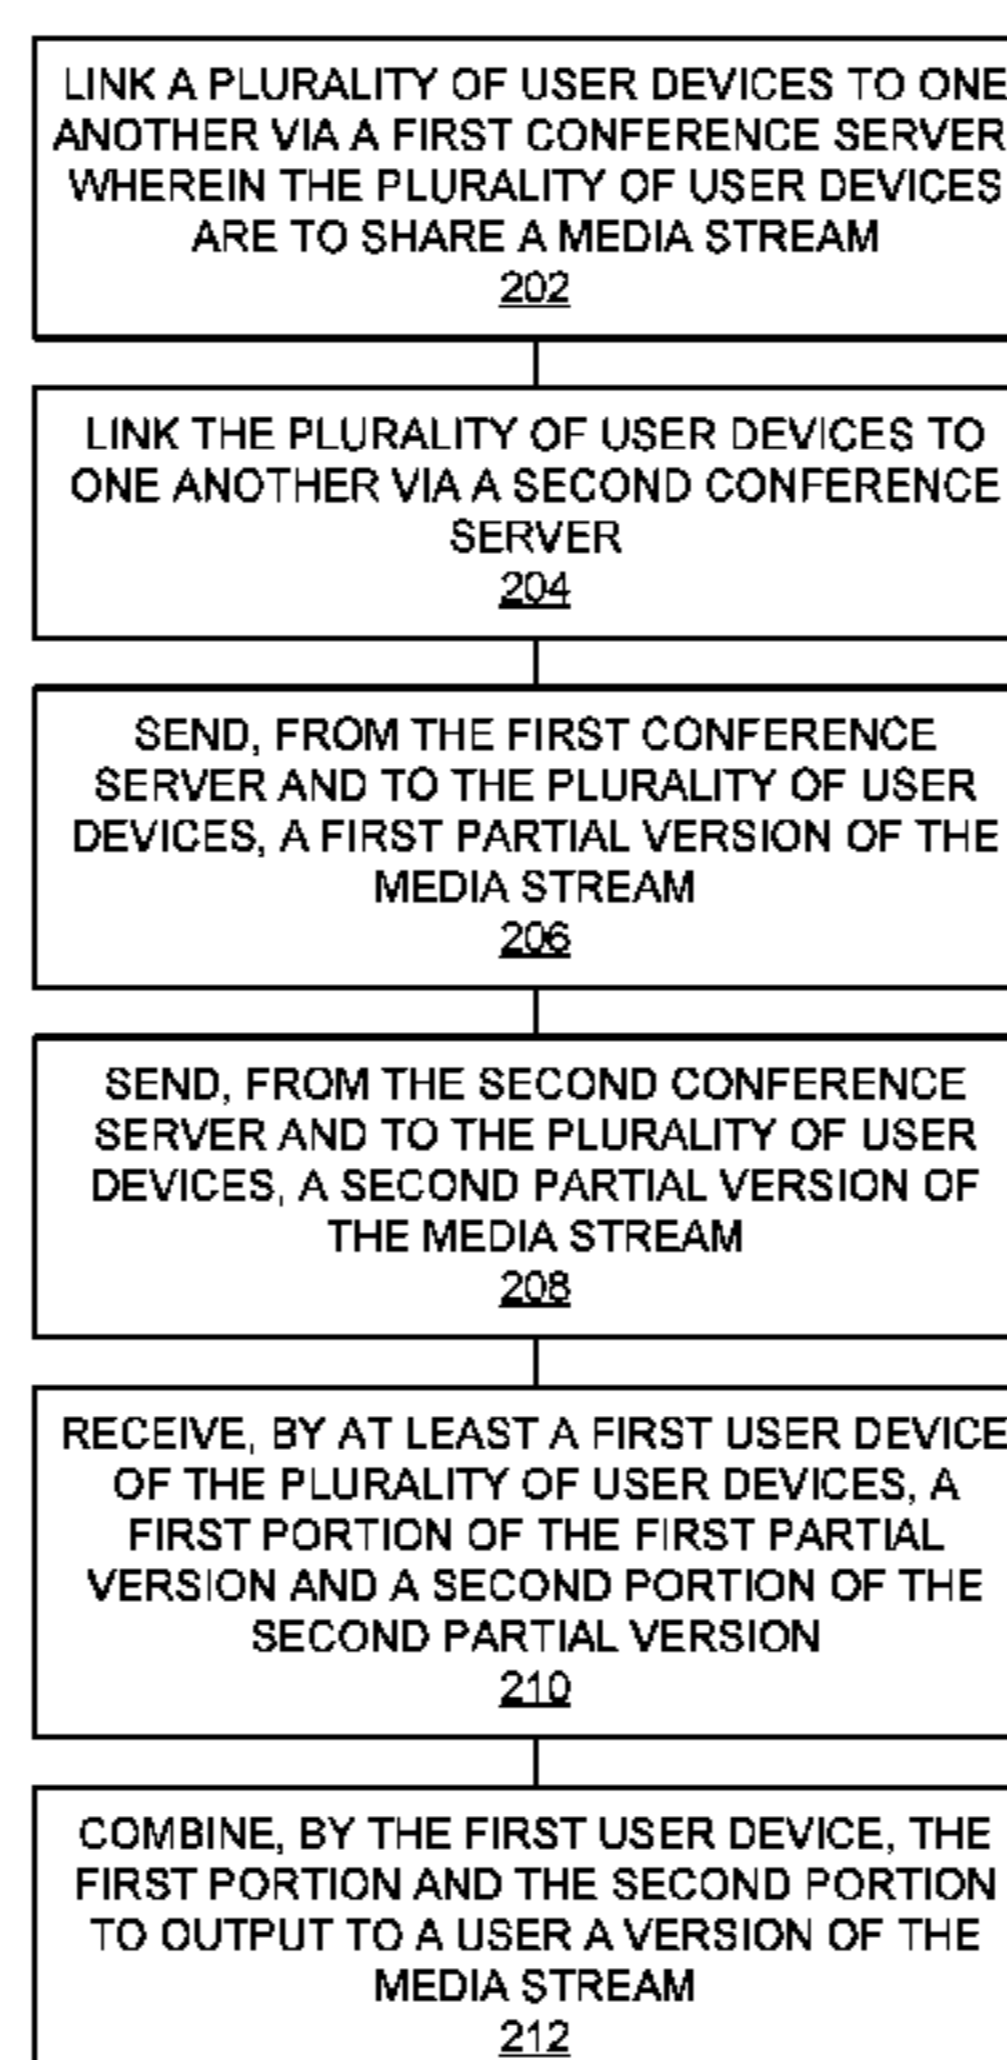 LINK A PLURALITY OF USER DEVICES TO ONE
ANOTHER VIA A FIRST CONFERENCE SERVER
WHEREIN THE PLURALITY OF USER DEVICES
ARE TO SHARE A MEDIA STREAM
202
LINK THE PLURALITY OF USER DEVICES TO
ONE ANOTHER VIA A SECOND CONFERENCE
SERVER
204
SEND, FROM THE FIRST CONFERENCE
SERVER AND TO THE PLURALITY OF USER
DEVICES, A FIRST PARTIAL VERSION OF THE
MEDIA STREAM
206
SEND, FROM THE SECOND CONFERENCE
SERVER AND TO THE PLURALITY OF USER
DEVICES, A SECOND PARTIAL VERSION OF
THE MEDIA STREAM
208
RECEIVE, BY AT LEAST A FIRST USER DEVICE
OF THE PLURALITY OF USER DEVICES, A
FIRST PORTION OF THE FIRST PARTIAL
VERSION AND A SECOND PORTION OF THE
SECOND PARTIAL VERSION
210
COMBINE, BY THE FIRST USER DEVICE, THE
FIRST PORTION AND THE SECOND PORTION
TO OUTPUT TO A USER A VERSION OF THE
MEDIA STREAM
212